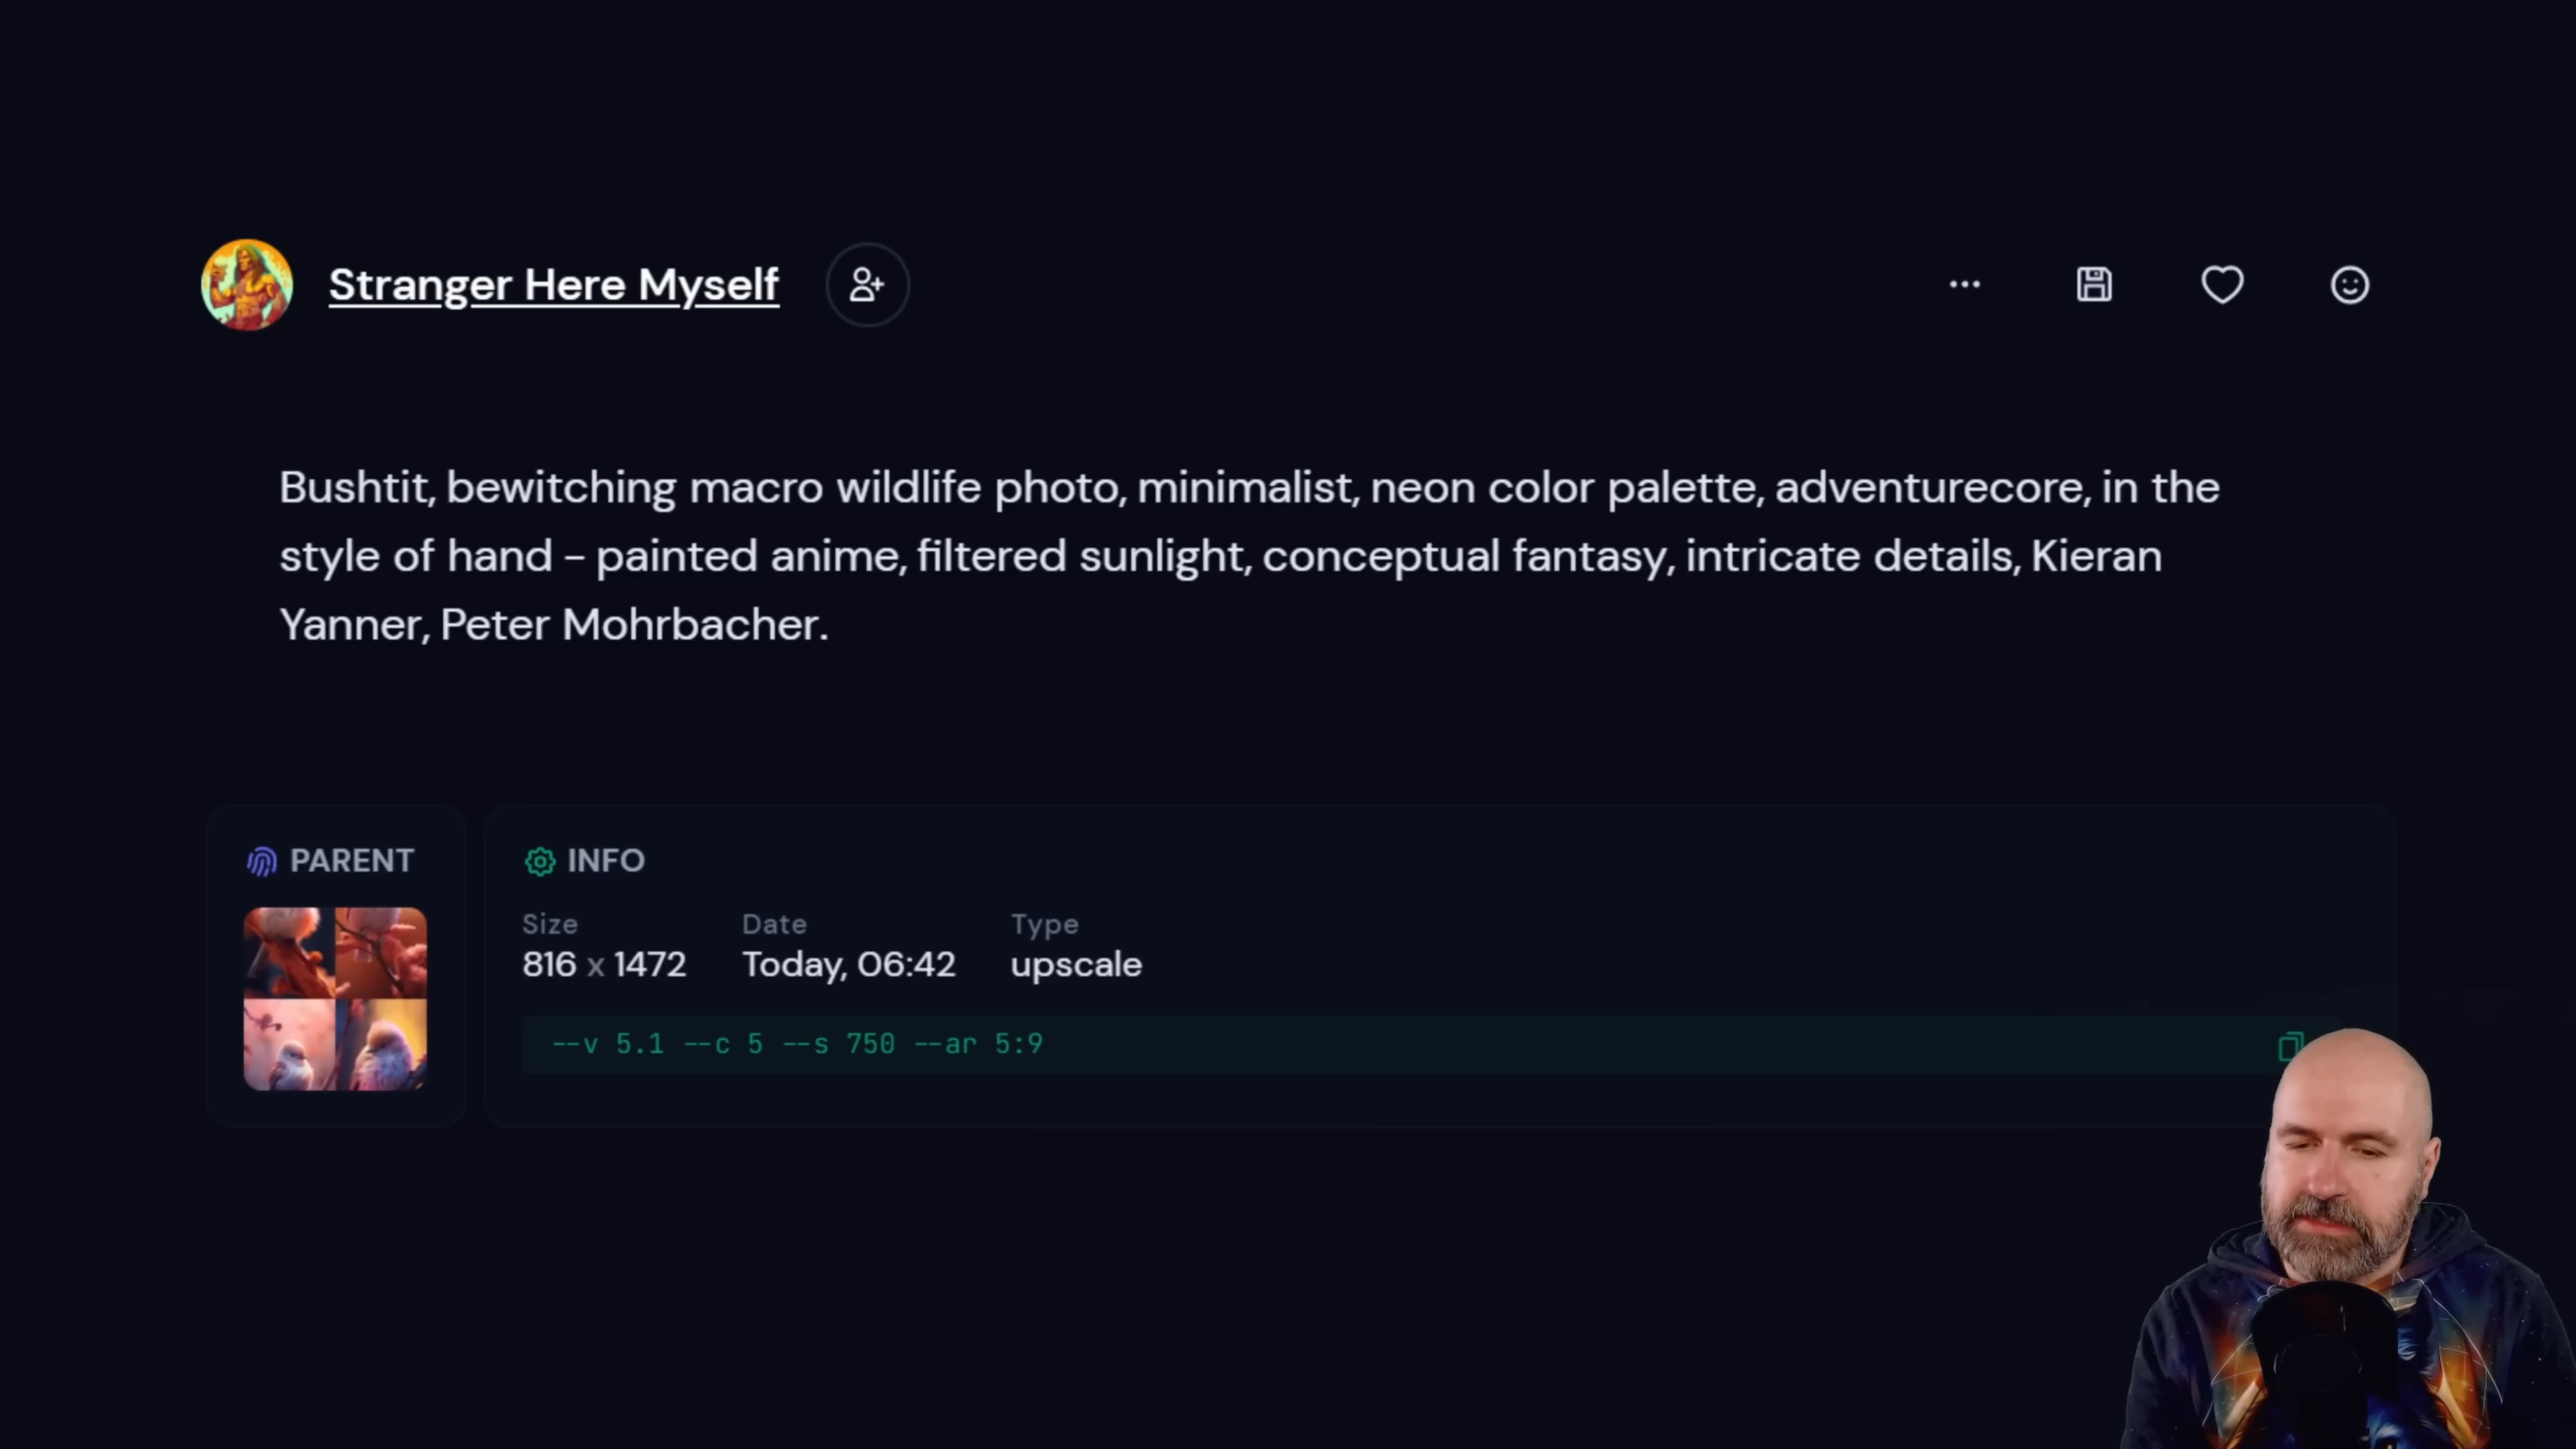 Stranger Here Myself
Bushtit, bewitching macro wildlife photo, minimalist, neon color palette, adventurecore, in the
style of hand - painted anime, filtered sunlight, conceptual fantasy, intricate details, Kieran
Yanner, Peter Mohrbacher.
PARENT
INFO
Size Date Type
816 x 1472 Today, 06:42 upscale
--v 5.1 --c 5 --s 750 --ar 5:9